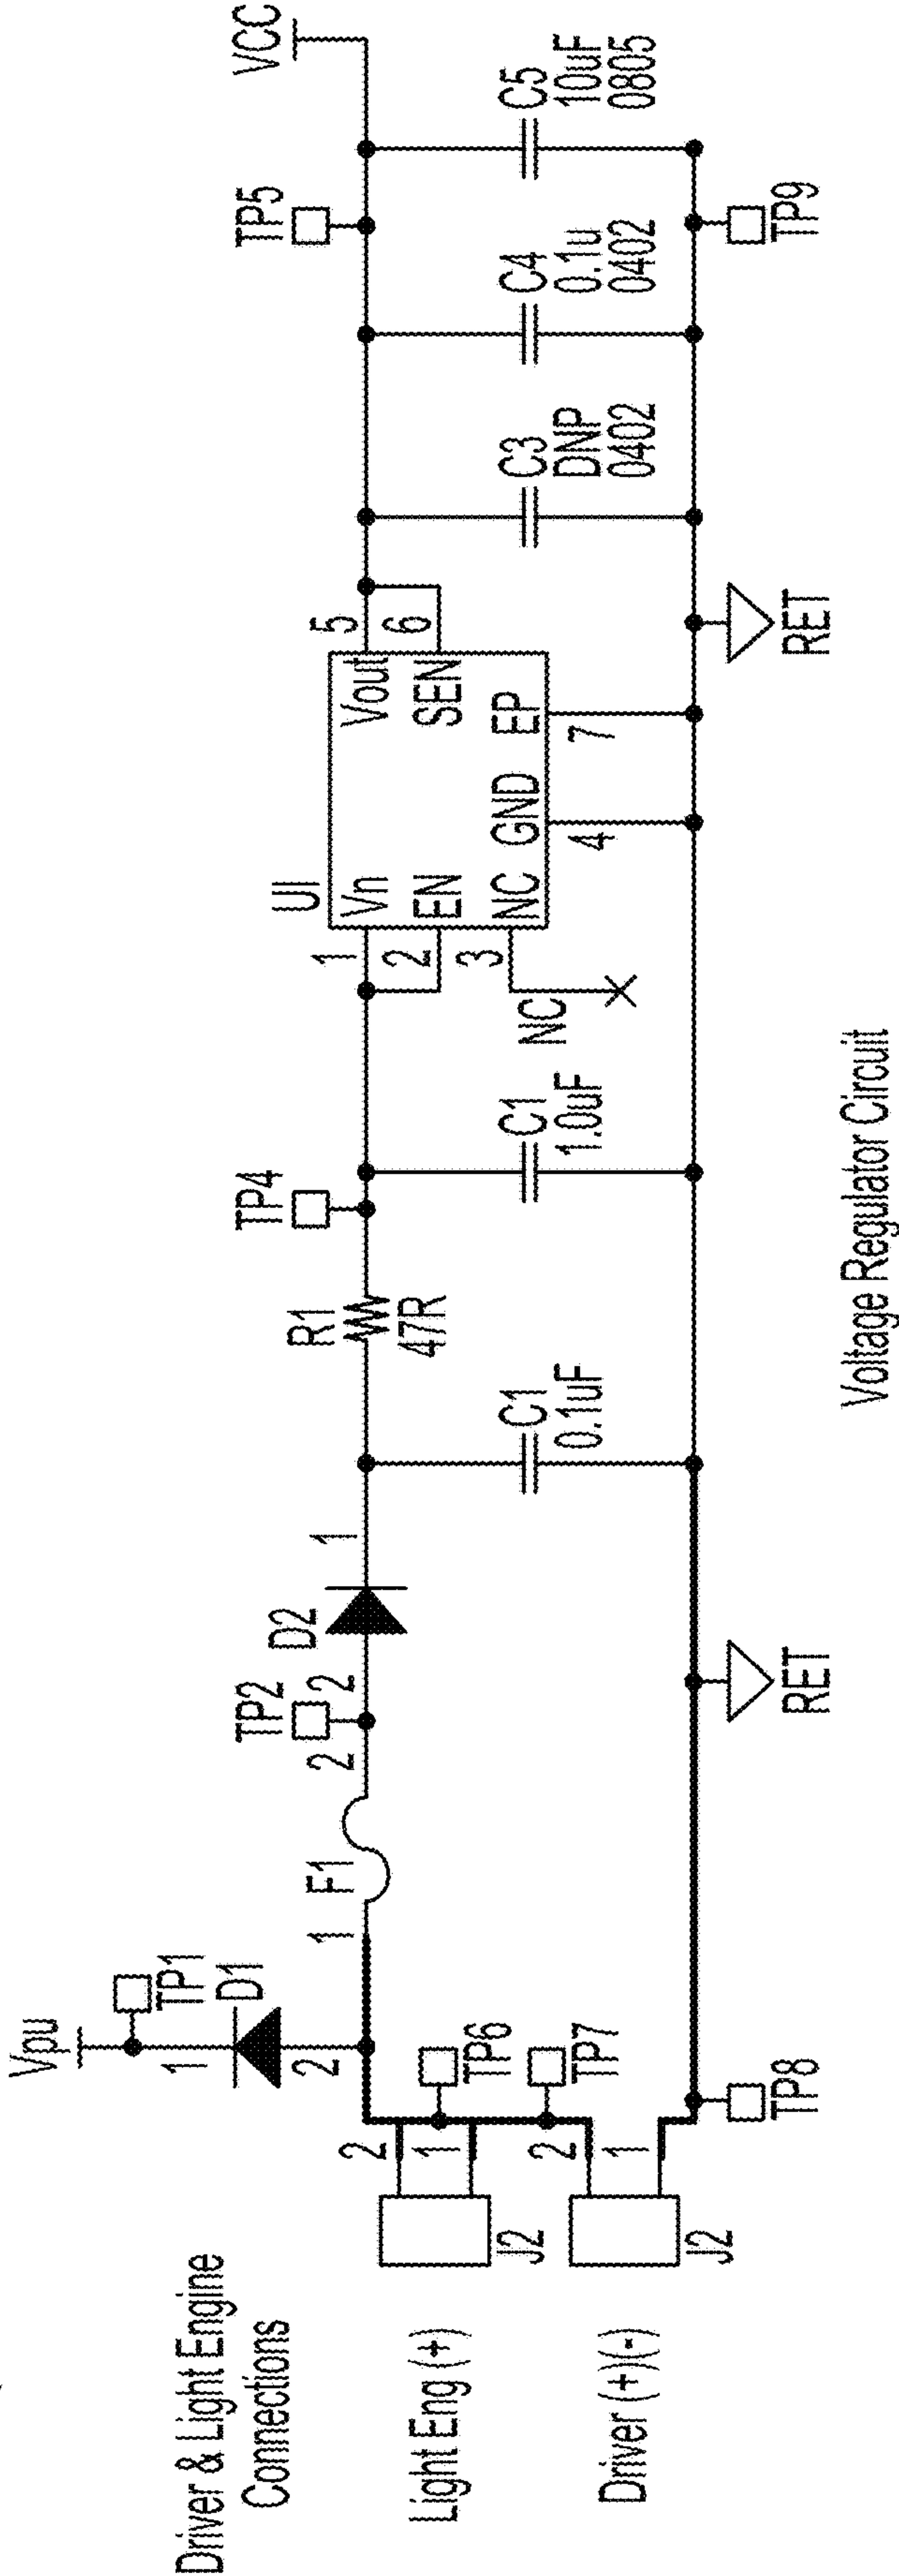 Driver & Light Engine
Connections
Light Eng (+)
Driver (+)(-)
J2
J2
2
1
2
1
TP6
TP7
TP8
Vpu
TP1
1
D1
2
1
F1
2
TP2
2
D2
1
RET
C1
0.1uF
R1
47R
TP4
C1
1.0uF
NC
1
2
3
UI
Vn
EN
NC
GND
EP
Vout
SEN
4
7
5
6
RET
C3
DNP
0402
C4
0.1u
0402
TP5
TP9
C5
10uF
0805
VCC
Voltage Regulator Circuit